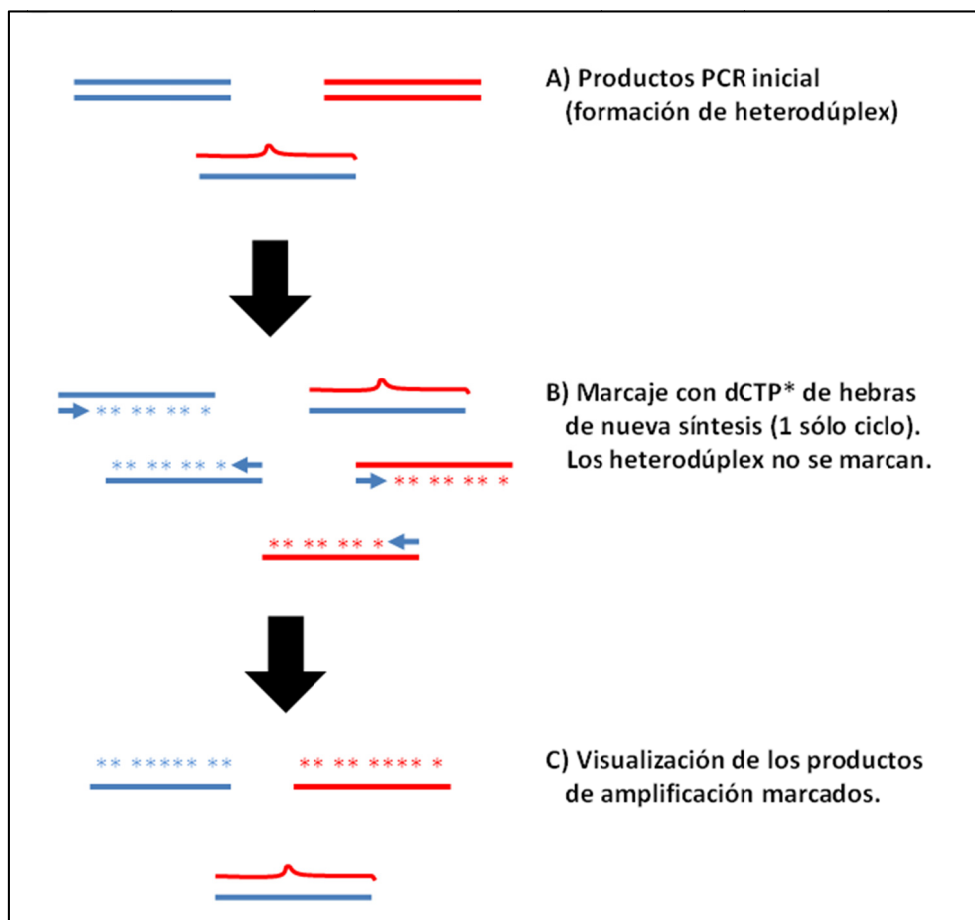 A) Productos PCR inicial
(formación de heterodúplex)
** ** ** *
** ** ** *
** ** ** *
** ** ** *
B) Marcaje con dCTP* de hebras
de nueva síntesis (1 sólo ciclo).
Los heterodúplex no se marcan.
** ***** **
** ** **** *
C) Visualización de los productos
de amplificación marcados.